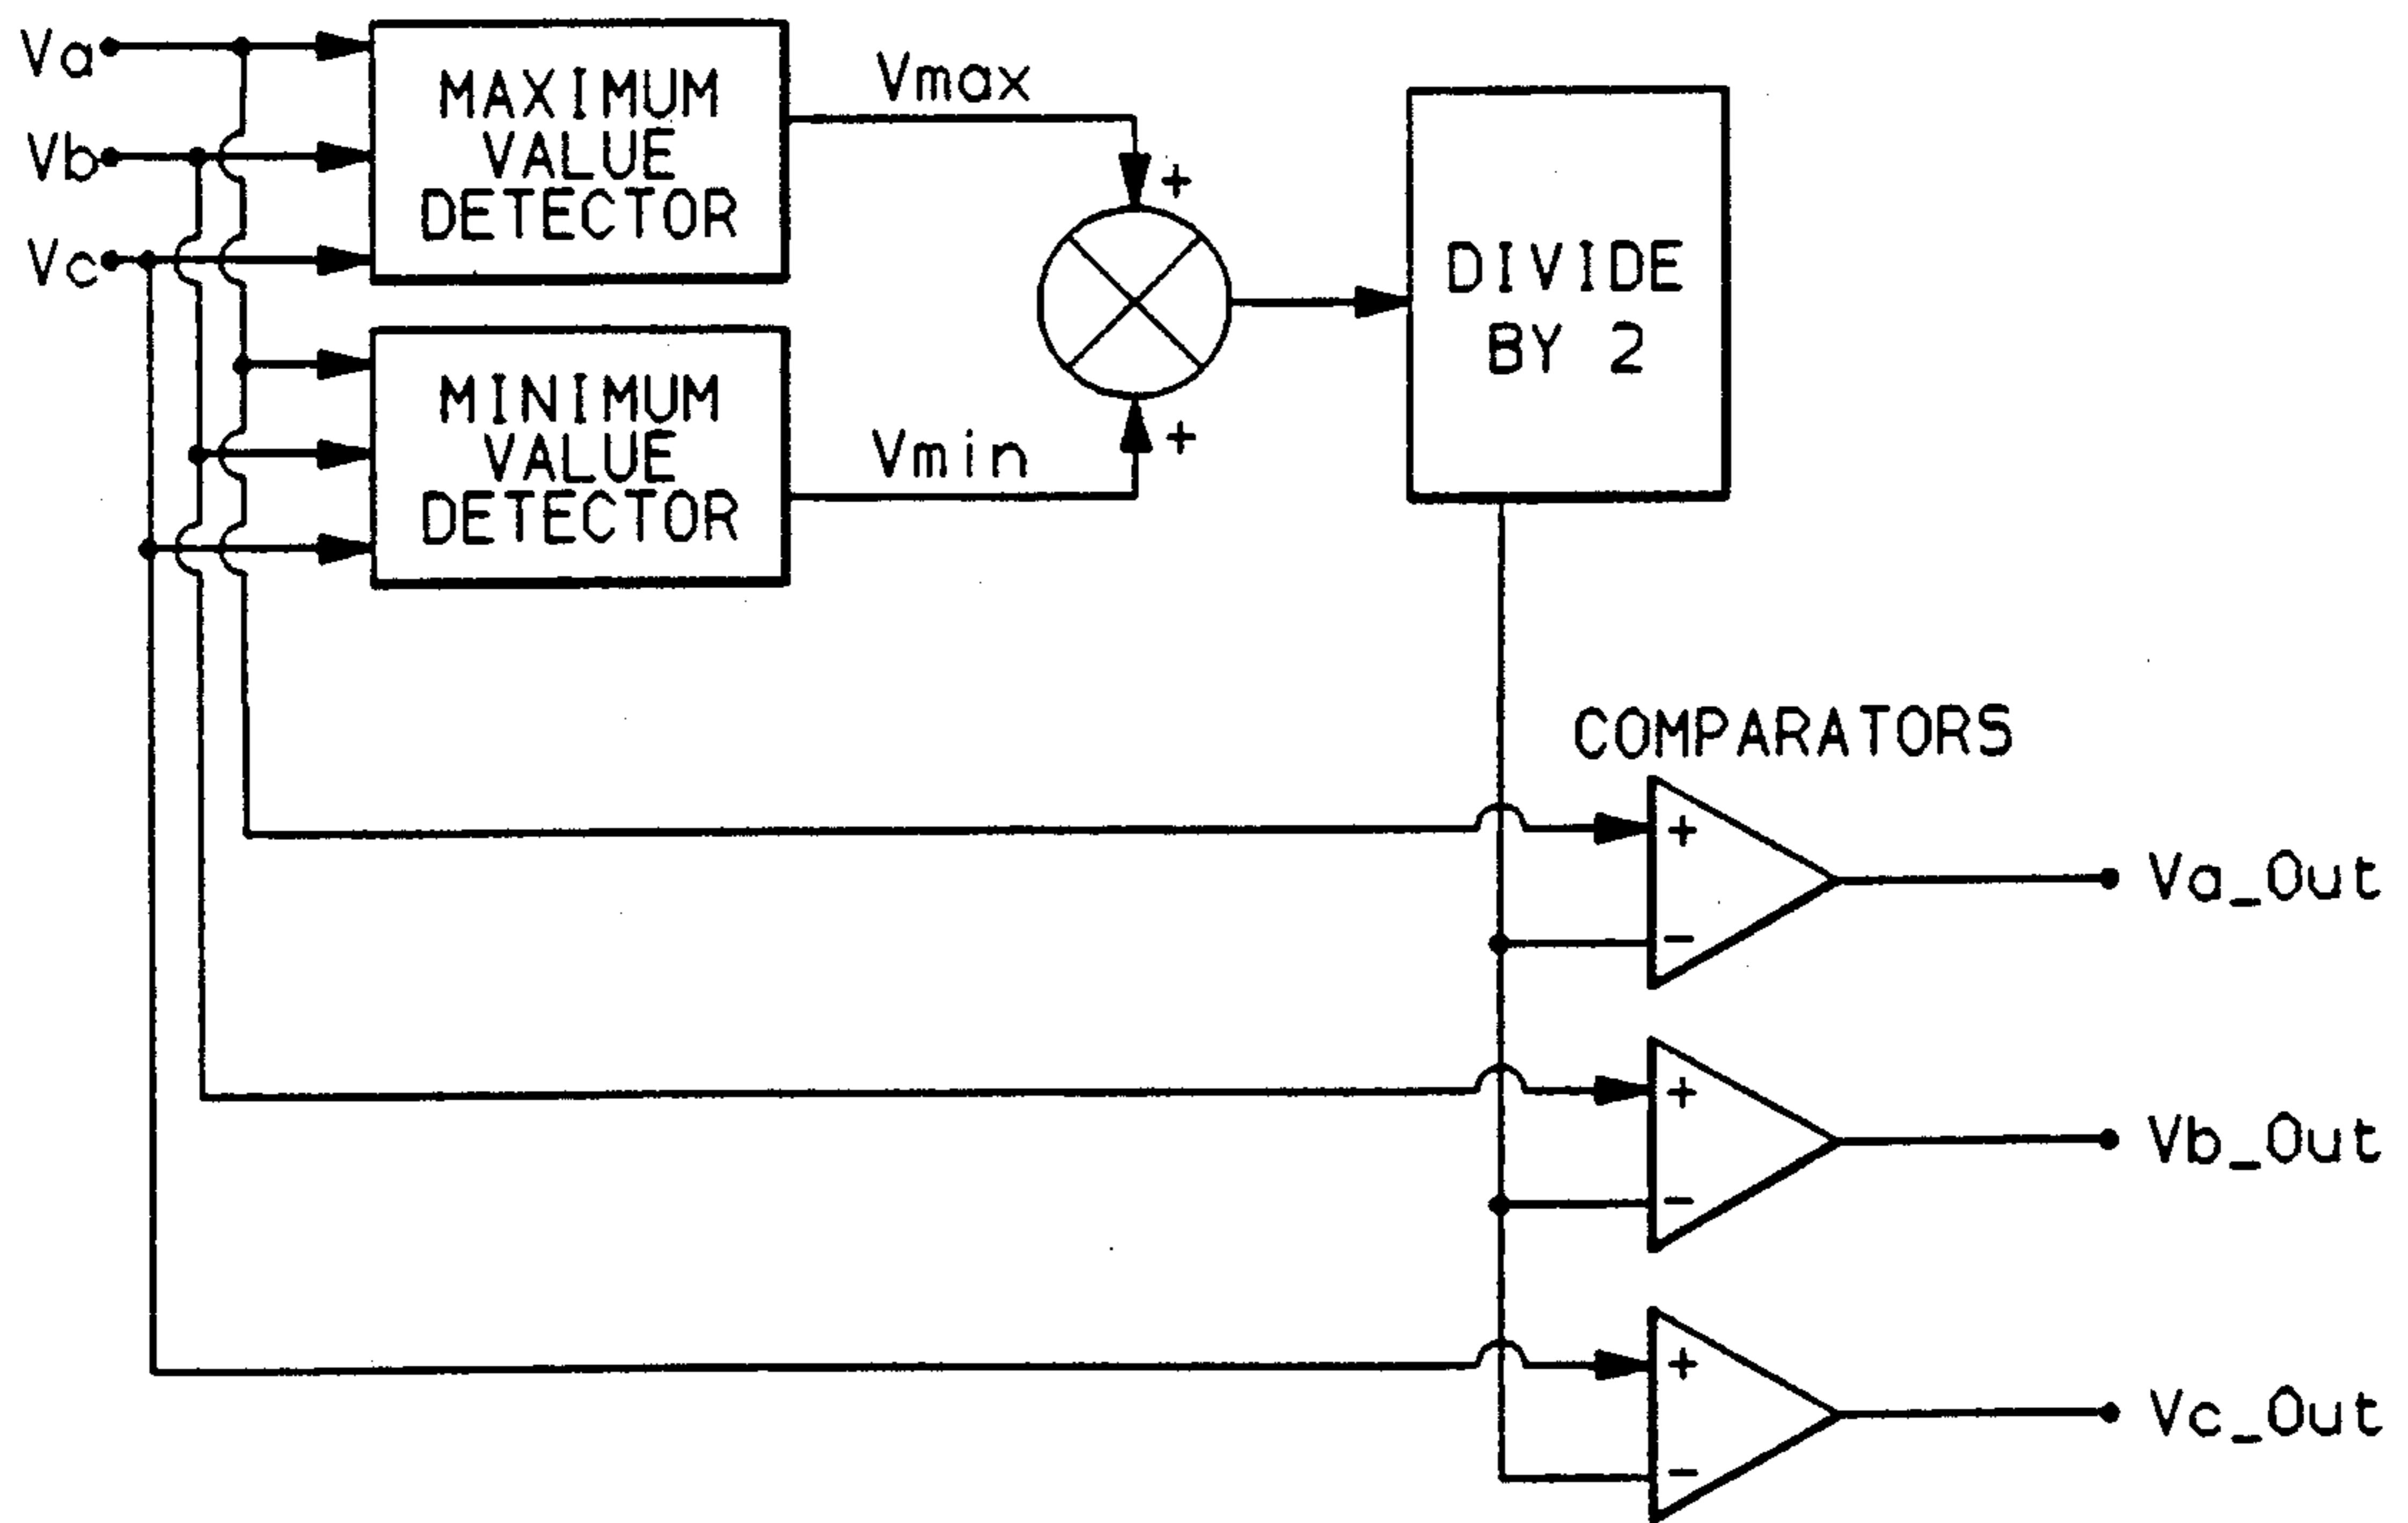 Va
Vb
Vc
MAXIMUM
VALUE
DETECTOR
Vmax
+
DIVIDE
BY 2
MINIMUM
VALUE
DETECTOR
Vmin
+
COMPARATORS
+
-
Va_Out
+
-
Vb_Out
+
-
Vc_Out